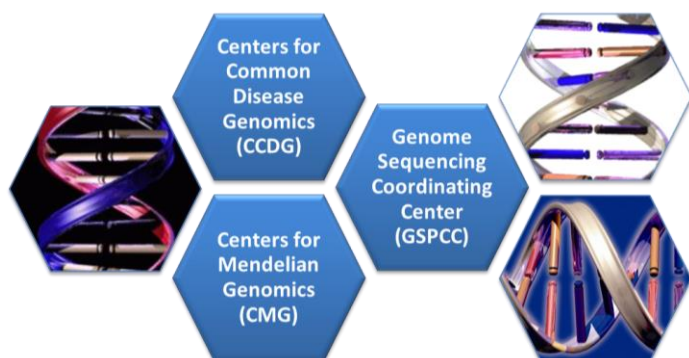 Centers for
Common
Disease
Genomics
(CCDG)
Genome
Sequencing
Coordinating
Center
(GSPCC)
Centers for
Mendelian
Genomics
(CMG)